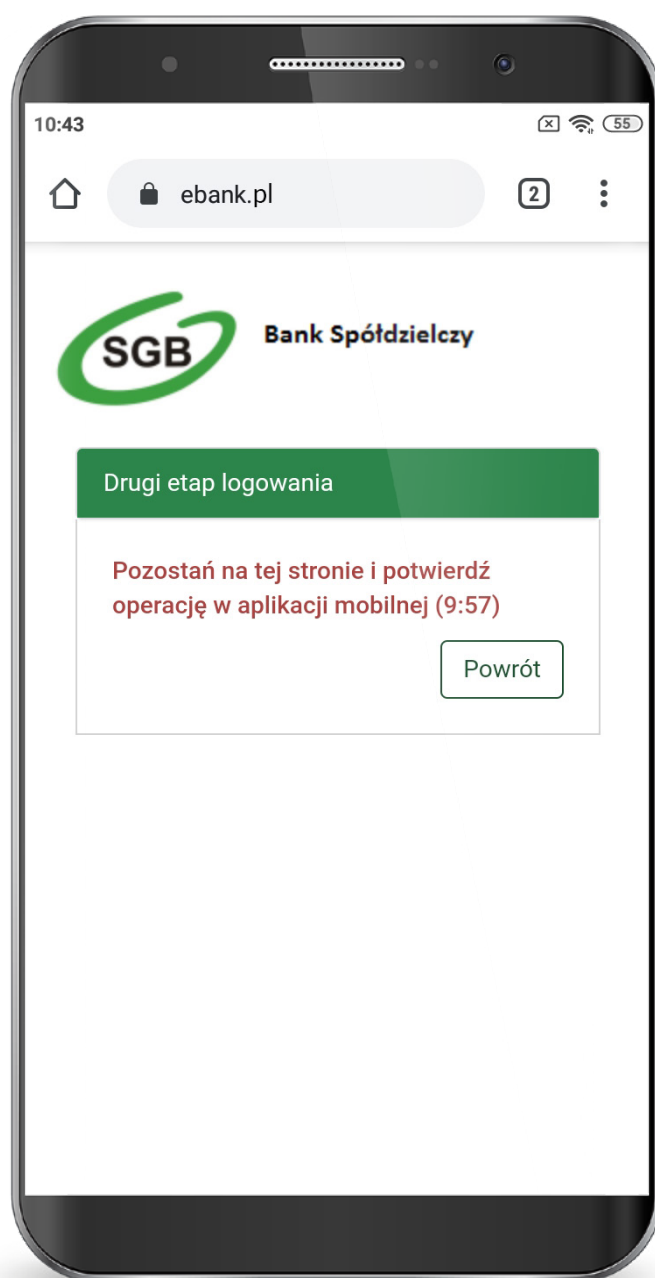 10:43
55
ebank.pl
2
SGB
Bank Spółdzielczy
Drugi etap logowania
Pozostań na tej stronie i potwierdź
operację w aplikacji mobilnej (9:57)
Powrót